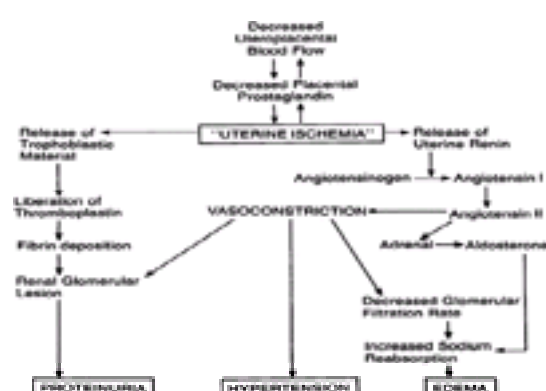 Decreased
Uteroplacental
Blood Flow
Decreased Placental
Prostaglandin
"UTERINE ISCHEMIA"
Release of
Trophoblastic
Material
Release of
Uterine Renin
Angiotensinogen
Angiotensin I
Liberation of
Thromboplastin
VASOCONSTRICTION
Angiotensin II
Fibrin deposition
Adrenal
Aldosterone
Renal Glomerular
Lesion
Decreased Glomerular
Filtration Rate
Increased Sodium
Reabsorption
PROTEINURIA
HYPERTENSION
EDEMA